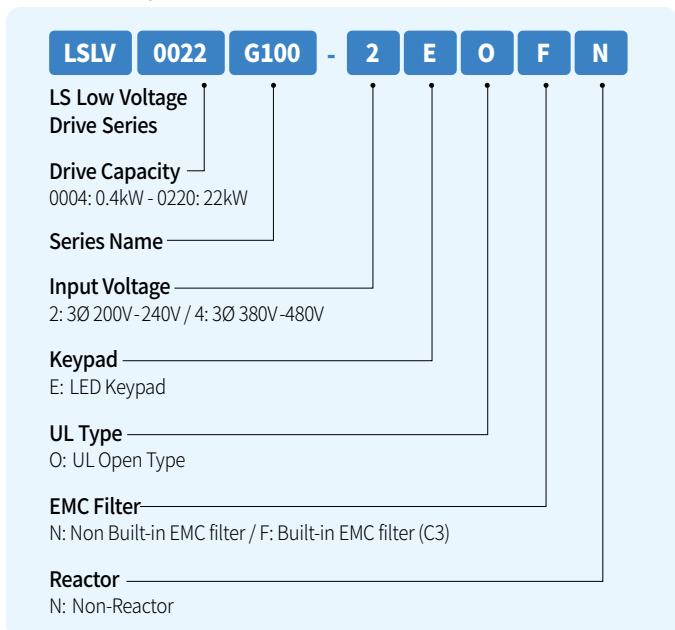 LSLV 0022 G100 - 2 E O F N
LS Low Voltage
Drive Series
Drive Capacity
0004: 0.4kW - 0220: 22kW
Series Name
Input Voltage
2: 3Ø 200V-240V / 4: 3Ø 380V-480V
Keypad
E: LED Keypad
UL Type
O: UL Open Type
EMC Filter
N: Non Built-in EMC filter / F: Built-in EMC filter (C3)
Reactor
N: Non-Reactor